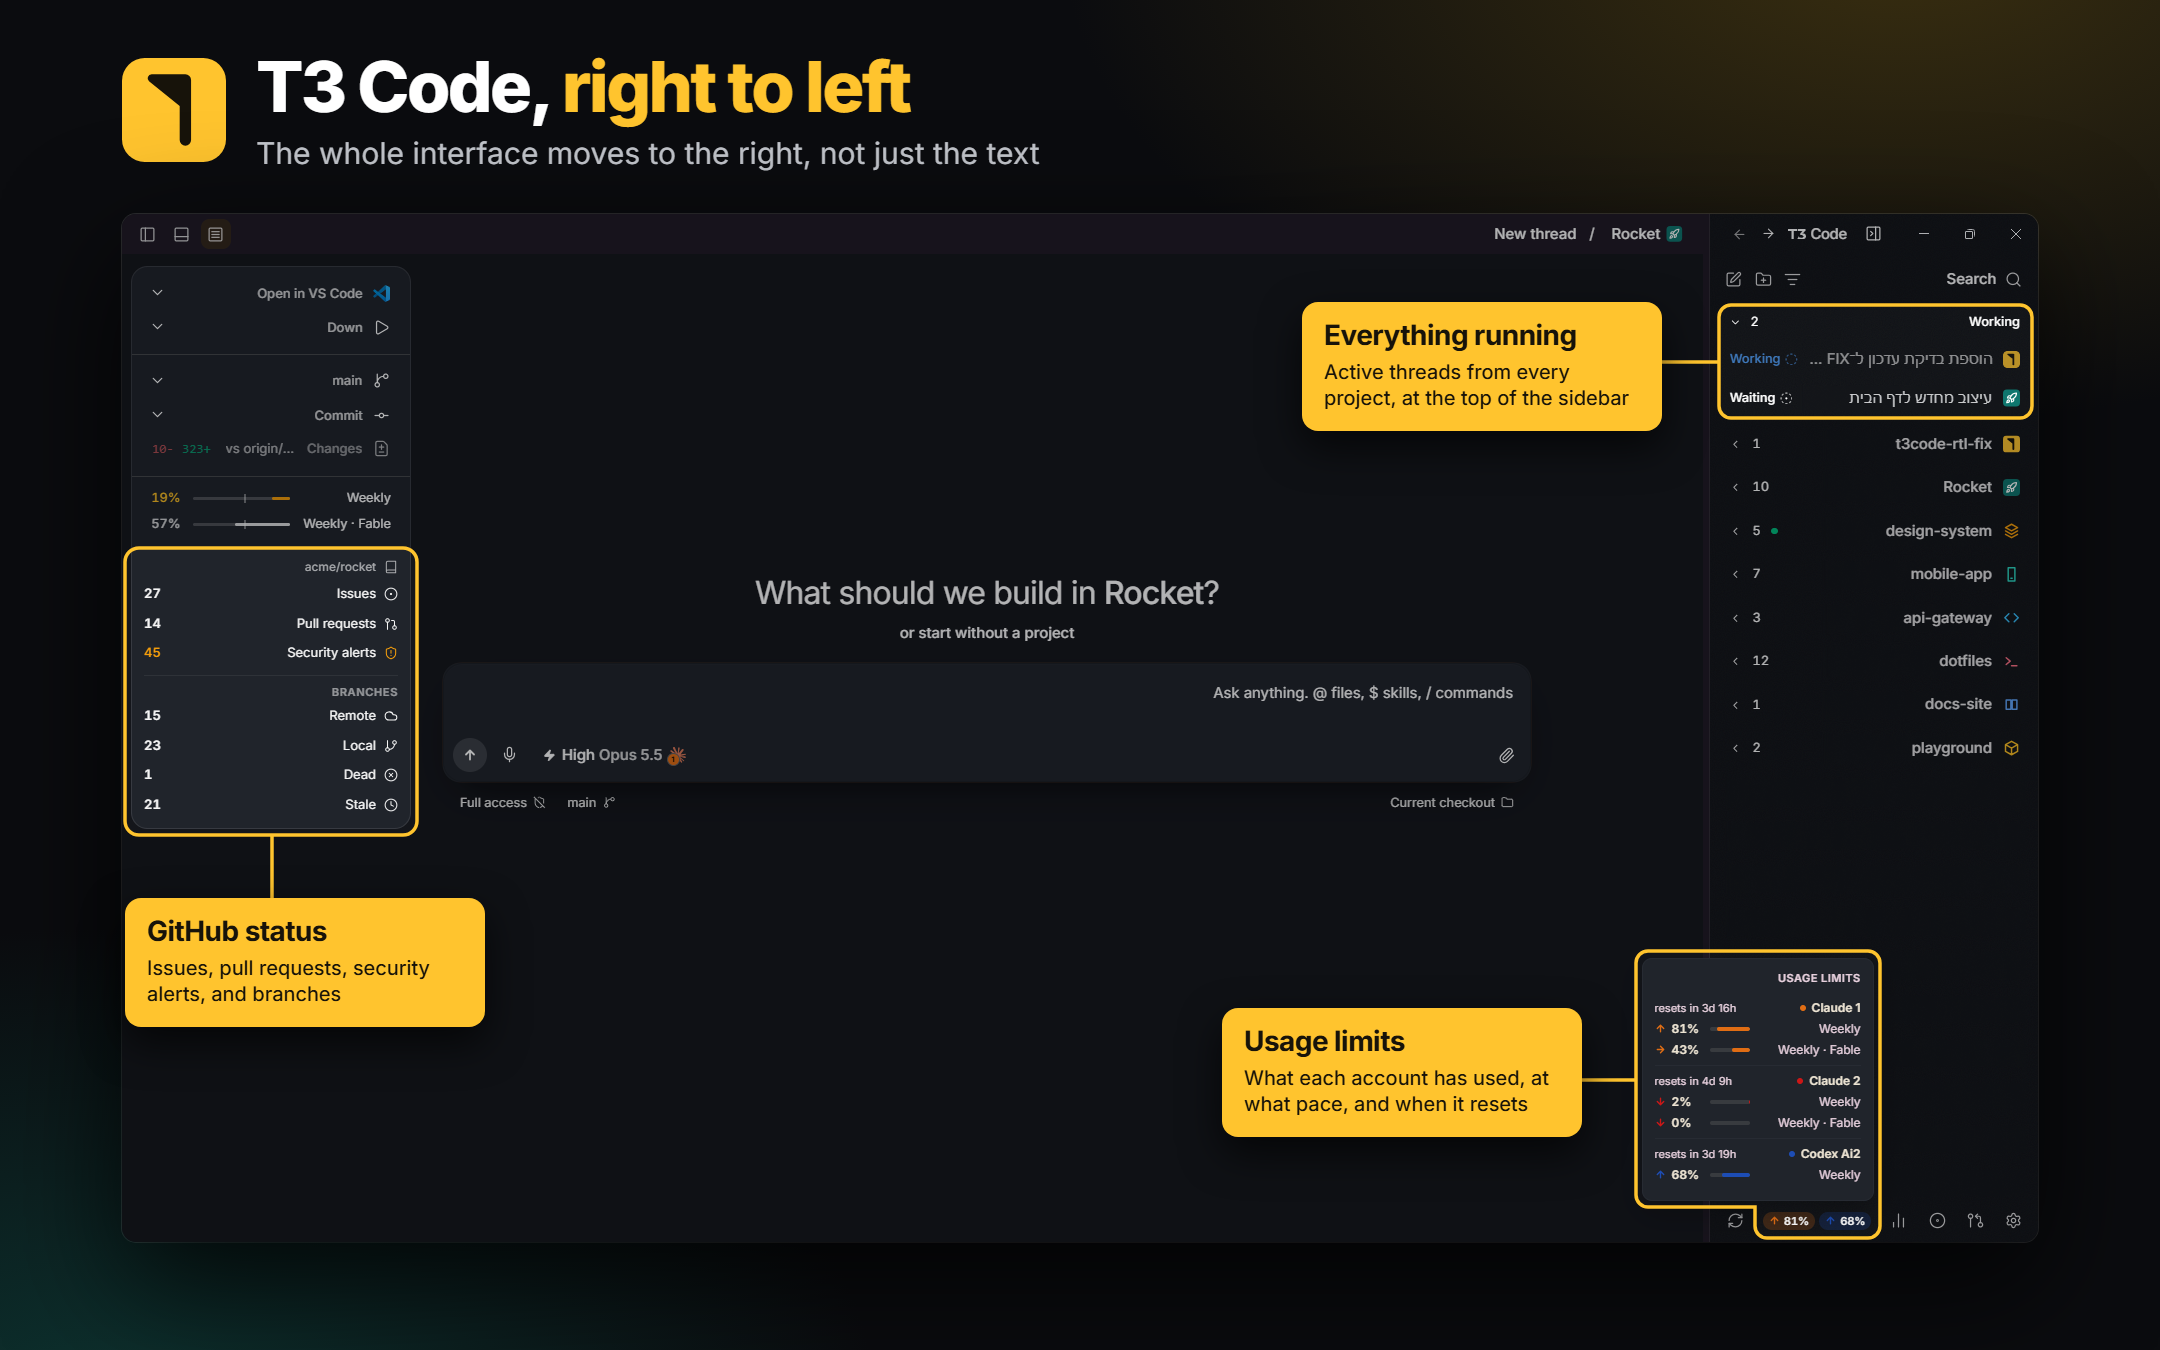 T3 Code, right to left
The whole interface moves to the right, not just the text
New thread / Rocket
T3 Code
Open in VS Code
Down
main
Commit
Changes vs origin/... 323+ 10-
Weekly 19%
Weekly · Fable 57%
acme/rocket
Issues 27
Pull requests 14
Security alerts 45
BRANCHES
Remote 15
Local 23
Dead 1
Stale 21
GitHub status
Issues, pull requests, security
alerts, and branches
What should we build in Rocket?
or start without a project
Ask anything. @ files, $ skills, / commands
High Opus 5.5
Full access
main
Current checkout
Everything running
Active threads from every
project, at the top of the sidebar
Search
Working 2
הוספת בדיקת עדכון ל־FIX ... Working
עיצוב מחדש לדף הבית Waiting
t3code-rtl-fix 1
Rocket 10
design-system 5
mobile-app 7
api-gateway 3
dotfiles 12
docs-site 1
playground 2
Usage limits
What each account has used, at
what pace, and when it resets
USAGE LIMITS
Claude 1 resets in 3d 16h
Weekly 81%
Weekly · Fable 43%
Claude 2 resets in 4d 9h
Weekly 2%
Weekly · Fable 0%
Codex Ai2 resets in 3d 19h
Weekly 68%
81% 68%